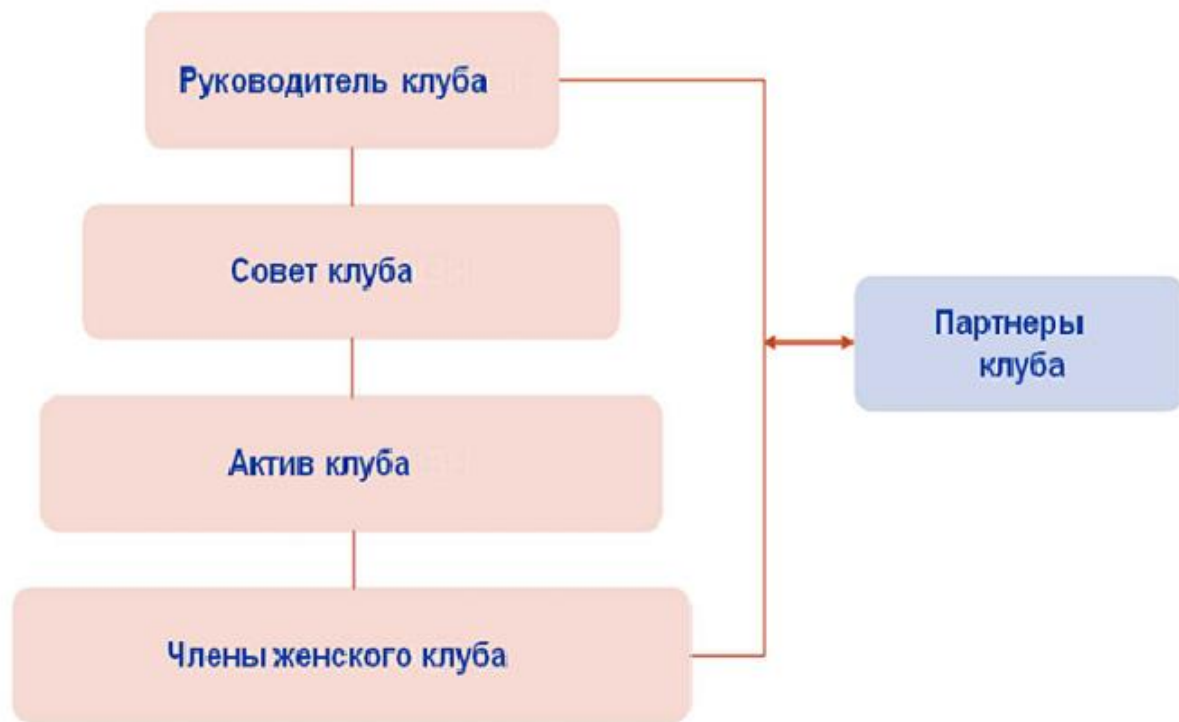 Руководитель клуба
Совет клуба
Актив клуба
Члены женского клуба
Партнеры
клуба